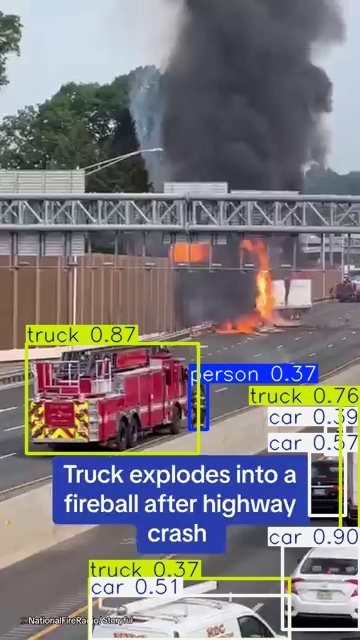 truck 0.87
person 0.37
truck 0.76
car 0.39
car 0.57
Truck explodes into a
fireball after highway
crash
car 0.90
truck 0.37
car 0.51